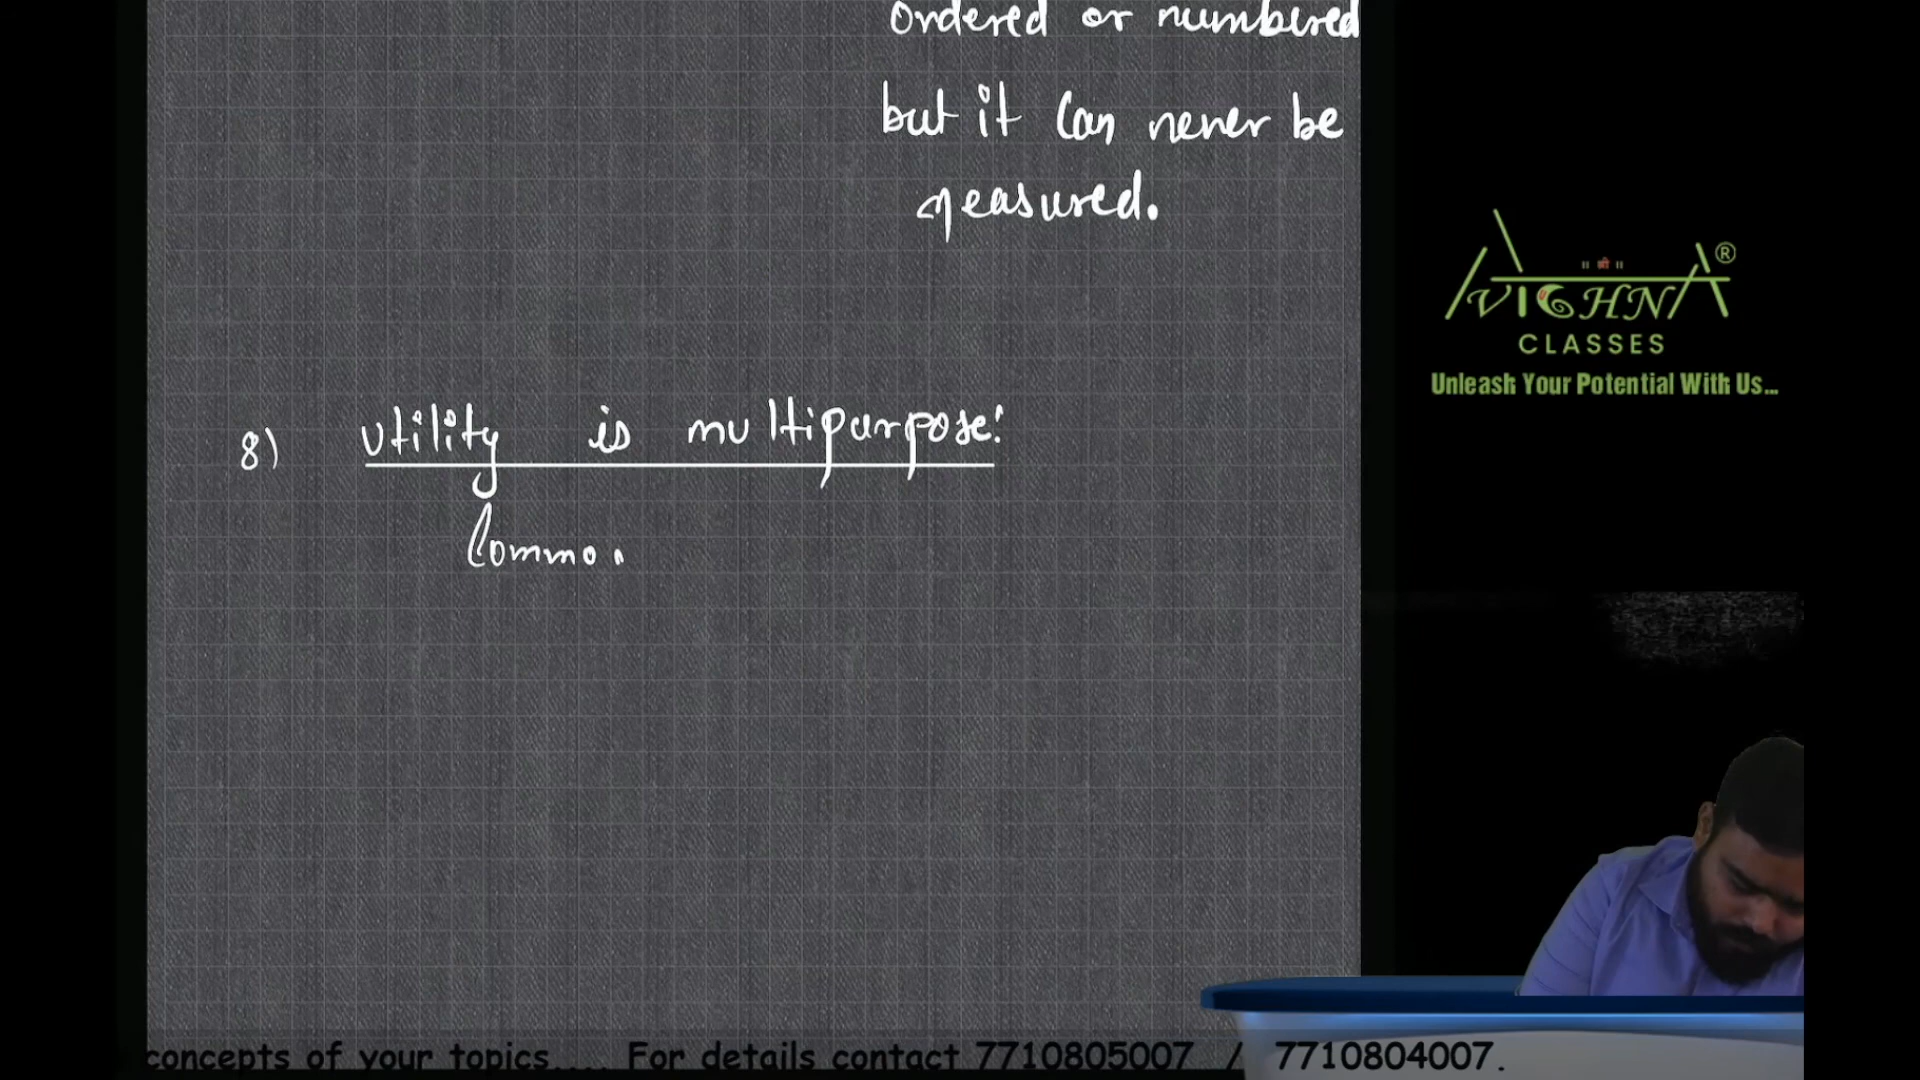 Ordered or numbered
but it Can never be
measured.
8) Utility is multipurpose:
Commo
AVIGHNA®
CLASSES
Unleash Your Potential With Us...
concepts of your topics.... For details contact 7710805007 / 7710804007.